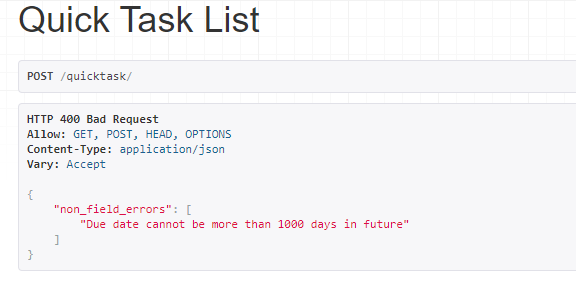 Quick Task List
POST /quicktask/
HTTP 400 Bad Request
Allow: GET, POST, HEAD, OPTIONS
Content-Type: application/json
Vary: Accept
{
"non_field_errors": [
"Due date cannot be more than 1000 days in future"
]
}